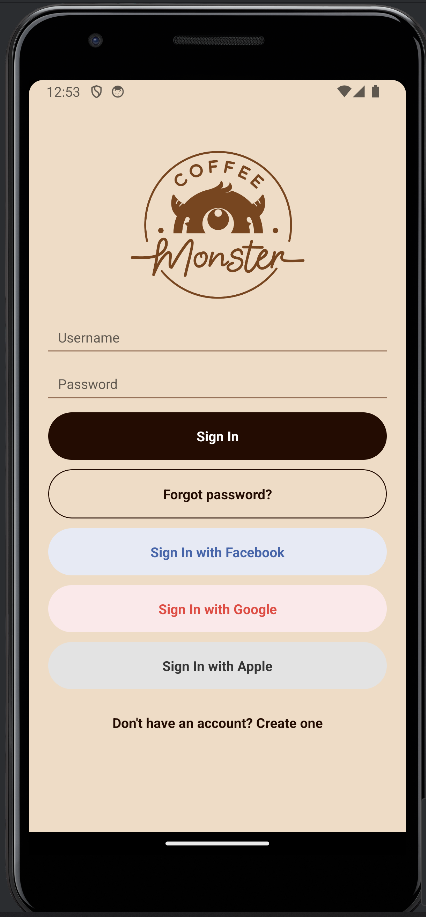 12:53
COFFEE
Monster
Username
Password
Sign In
Forgot password?
Sign In with Facebook
Sign In with Google
Sign In with Apple
Don't have an account? Create one